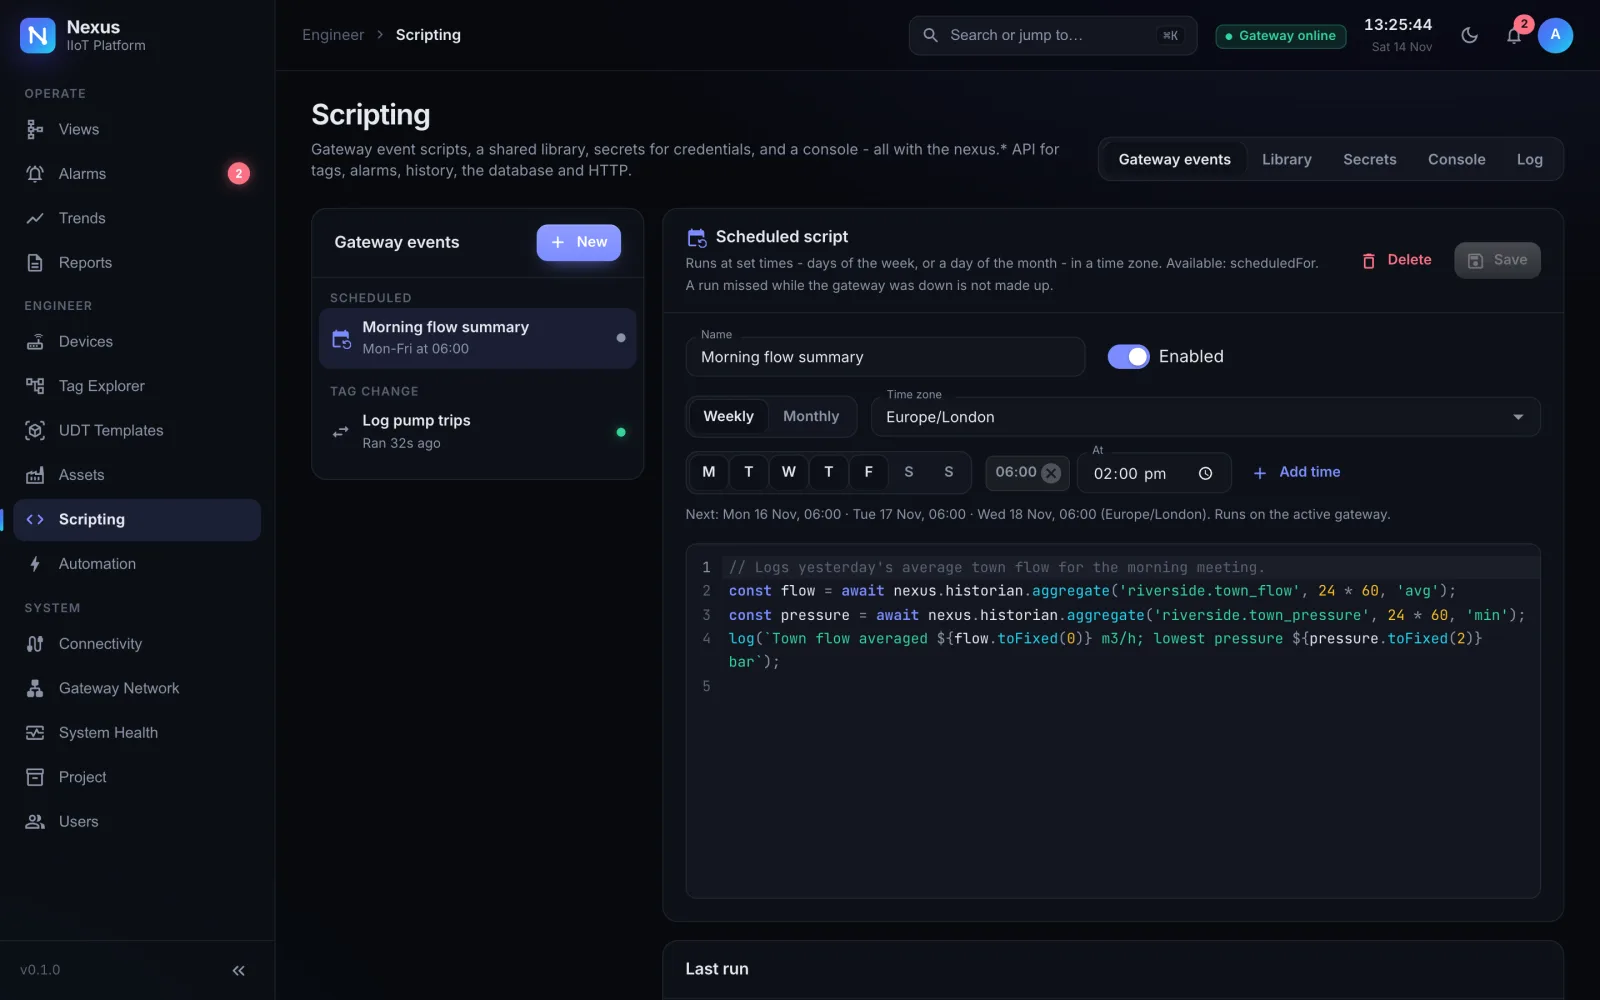 Nexus
IIoT Platform
OPERATE
Views
Alarms
2
Trends
Reports
ENGINEER
Devices
Tag Explorer
UDT Templates
Assets
Scripting
Automation
SYSTEM
Connectivity
Gateway Network
System Health
Project
Users
v0.1.0
Engineer
Scripting
Search or jump to…
⌘K
Gateway online
13:25:44
Sat 14 Nov
2
A
Scripting
Gateway event scripts, a shared library, secrets for credentials, and a console - all with the nexus.* API for
tags, alarms, history, the database and HTTP.
Gateway events
Library
Secrets
Console
Log
Gateway events
New
SCHEDULED
Morning flow summary
Mon-Fri at 06:00
TAG CHANGE
Log pump trips
Ran 32s ago
Scheduled script
Runs at set times - days of the week, or a day of the month - in a time zone. Available: scheduledFor.
A run missed while the gateway was down is not made up.
Delete
Save
Name
Morning flow summary
Enabled
Weekly
Monthly
Time zone
Europe/London
M T W T F S S
06:00
At
02:00 pm
Add time
Next: Mon 16 Nov, 06:00 · Tue 17 Nov, 06:00 · Wed 18 Nov, 06:00 (Europe/London). Runs on the active gateway.
1 // Logs yesterday's average town flow for the morning meeting.
2 const flow = await nexus.historian.aggregate('riverside.town_flow', 24 * 60, 'avg');
3 const pressure = await nexus.historian.aggregate('riverside.town_pressure', 24 * 60, 'min');
4 log(`Town flow averaged ${flow.toFixed(0)} m3/h; lowest pressure ${pressure.toFixed(2)}
bar`);
5
Last run